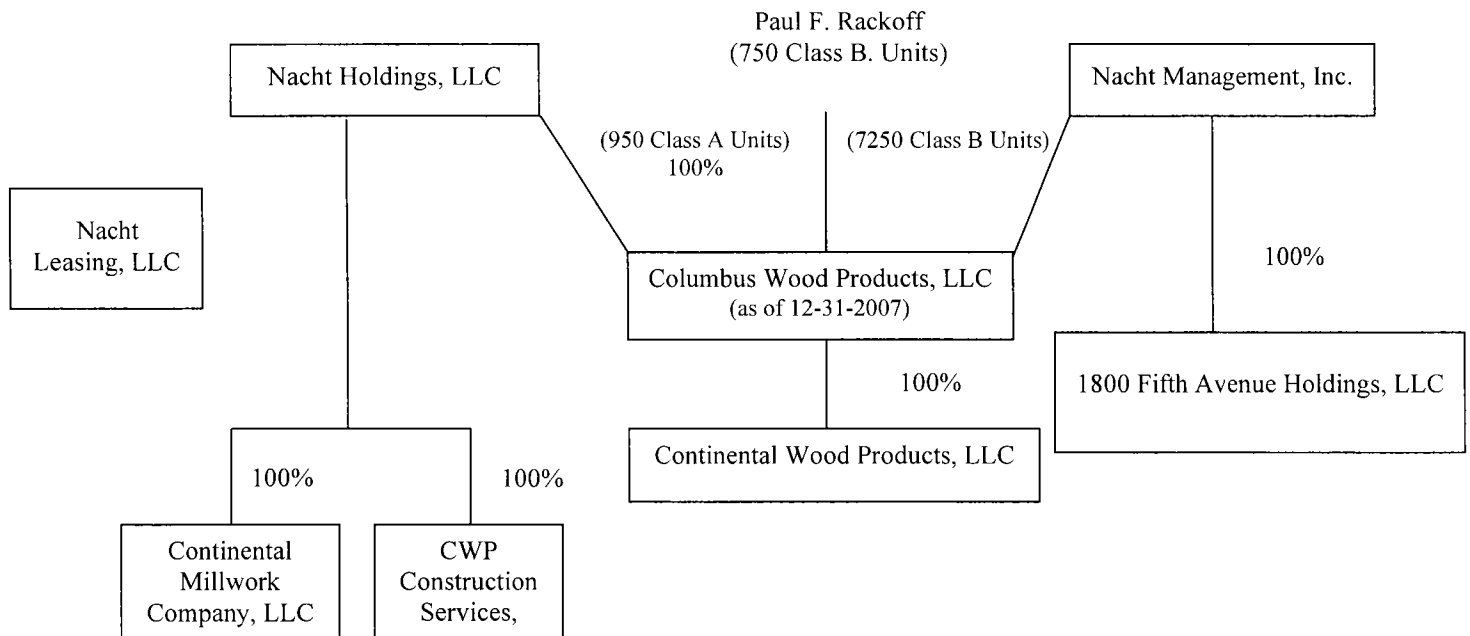 Paul F. Rackoff
(750 Class B. Units)
Nacht Holdings, LLC
Nacht Management, Inc.
(950 Class A Units)
100%
(7250 Class B Units)
Nacht
Leasing, LLC
Columbus Wood Products, LLC
(as of 12-31-2007)
100%
100%
1800 Fifth Avenue Holdings, LLC
Continental Wood Products, LLC
100%
100%
Continental
Millwork
Company, LLC
CWP
Construction
Services,